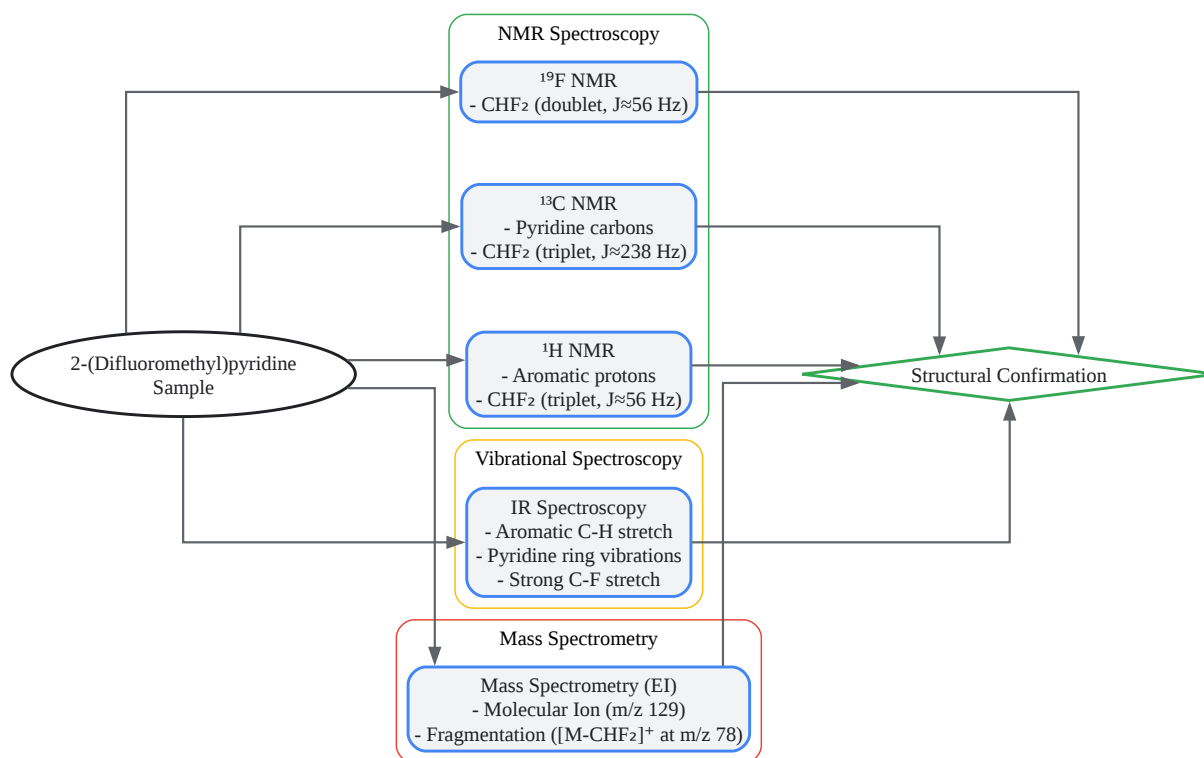 NMR Spectroscopy
¹⁹F NMR
- CHF₂ (doublet, J≈56 Hz)
¹³C NMR
- Pyridine carbons
- CHF₂ (triplet, J≈238 Hz)
¹H NMR
- Aromatic protons
- CHF₂ (triplet, J≈56 Hz)
2-(Difluoromethyl)pyridine
Sample
Structural Confirmation
Vibrational Spectroscopy
IR Spectroscopy
- Aromatic C-H stretch
- Pyridine ring vibrations
- Strong C-F stretch
Mass Spectrometry
Mass Spectrometry (EI)
- Molecular Ion (m/z 129)
- Fragmentation ([M-CHF₂]⁺ at m/z 78)